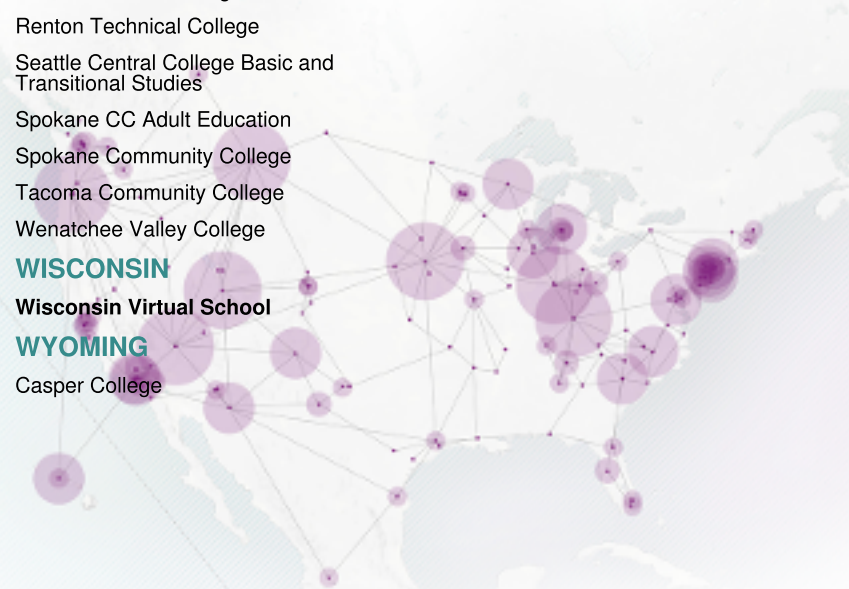 Renton Technical College
Seattle Central College Basic and
Transitional Studies
Spokane CC Adult Education
Spokane Community College
Tacoma Community College
Wenatchee Valley College
WISCONSIN
Wisconsin Virtual School
WYOMING
Casper College